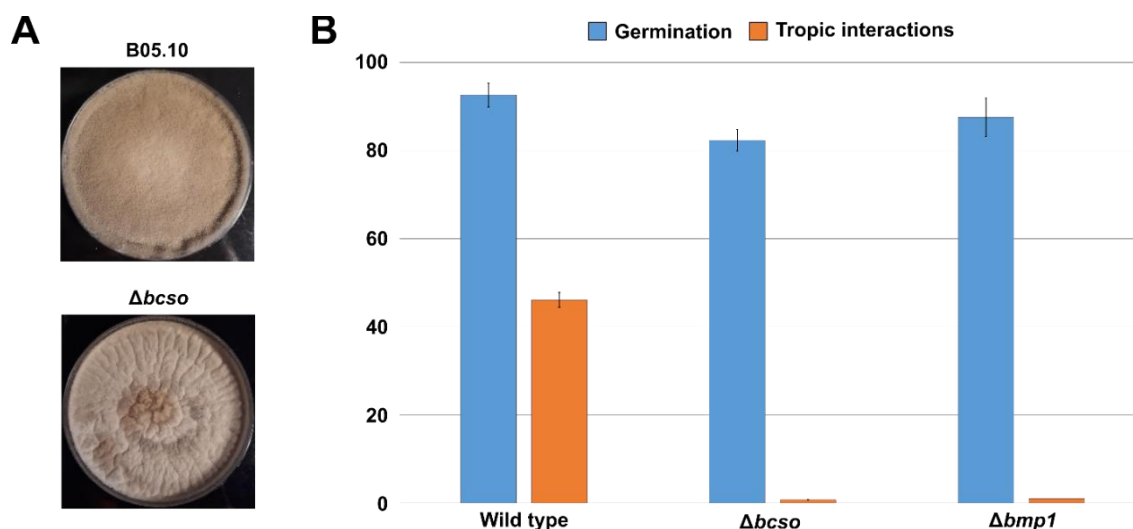 A
B05.10
Δbcso
B
Germination Tropic interactions
100
80
60
40
20
0
Wild type Δbcso Δbmp1